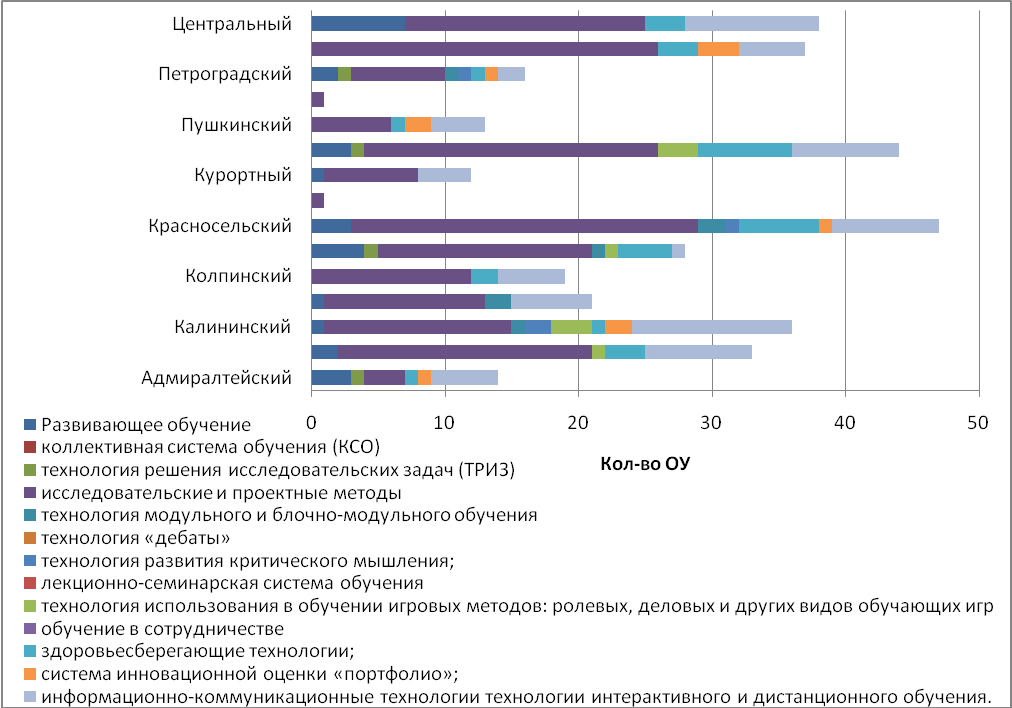 Центральный
Петроградский
Пушкинский
Курортный
Красносельский
Колпинский
Калининский
Адмиралтейский
0 10 20 30 40 50
Кол-во ОУ
Развивающее обучение
коллективная система обучения (КСО)
технология решения исследовательских задач (ТРИЗ)
исследовательские и проектные методы
технология модульного и блочно-модульного обучения
технология «дебаты»
технология развития критического мышления;
лекционно-семинарская система обучения
технология использования в обучении игровых методов: ролевых, деловых и других видов обучающих игр
обучение в сотрудничестве
здоровьесберегающие технологии;
система инновационной оценки «портфолио»;
информационно-коммуникационные технологии технологии интерактивного и дистанционного обучения.